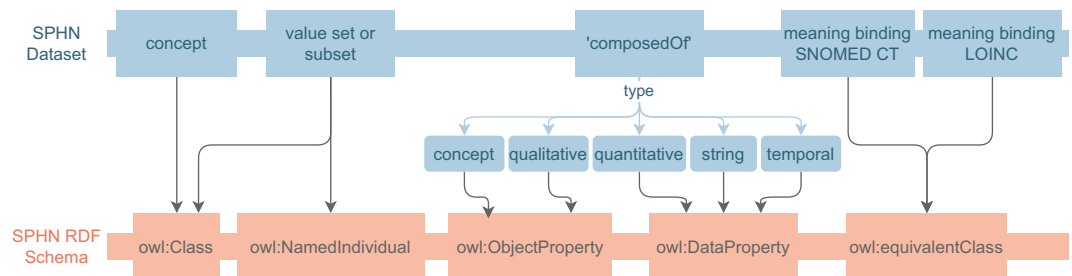 SPHN
Dataset
concept
value set or
subset
'composedOf'
meaning binding
SNOMED CT
meaning binding
LOINC
type
concept
qualitative
quantitative
string
temporal
SPHN RDF
Schema
owl:Class
owl:NamedIndividual
owl:ObjectProperty
owl:DataProperty
owl:equivalentClass